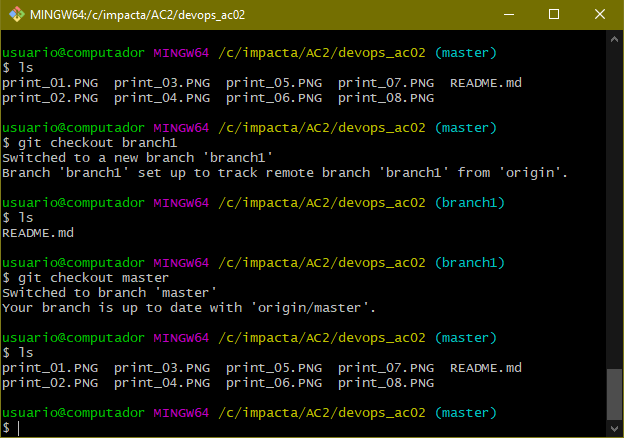 MINGW64:/c/impacta/AC2/devops_ac02
usuario@computador MINGW64 /c/impacta/AC2/devops_ac02 (master)
$ ls
print_01.PNG  print_03.PNG  print_05.PNG  print_07.PNG  README.md
print_02.PNG  print_04.PNG  print_06.PNG  print_08.PNG
usuario@computador MINGW64 /c/impacta/AC2/devops_ac02 (master)
$ git checkout branch1
Switched to a new branch 'branch1'
Branch 'branch1' set up to track remote branch 'branch1' from 'origin'.
usuario@computador MINGW64 /c/impacta/AC2/devops_ac02 (branch1)
$ ls
README.md
usuario@computador MINGW64 /c/impacta/AC2/devops_ac02 (branch1)
$ git checkout master
Switched to branch 'master'
Your branch is up to date with 'origin/master'.
usuario@computador MINGW64 /c/impacta/AC2/devops_ac02 (master)
$ ls
print_01.PNG  print_03.PNG  print_05.PNG  print_07.PNG  README.md
print_02.PNG  print_04.PNG  print_06.PNG  print_08.PNG
usuario@computador MINGW64 /c/impacta/AC2/devops_ac02 (master)
$